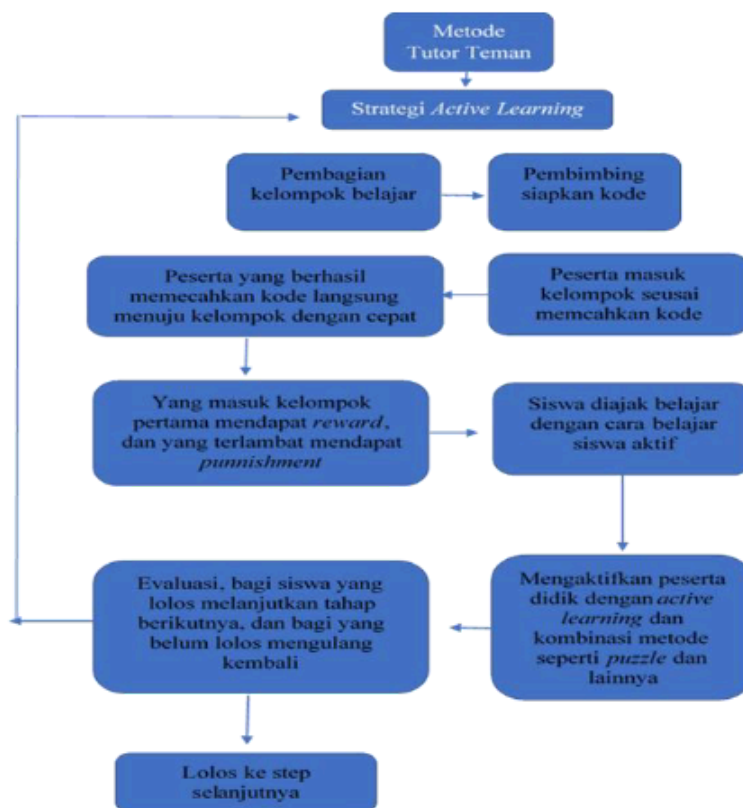 Metode
Tutor Teman
Strategi Active Learning
Pembagian
kelompok belajar
Pembimbing
siapkan kode
Peserta masuk
kelompok seusai
memcahkan kode
Peserta yang berhasil
memecahkan kode langsung
menuju kelompok dengan cepat
Yang masuk kelompok
pertama mendapat reward,
dan yang terlambat mendapat
punnishment
Siswa diajak belajar
dengan cara belajar
siswa aktif
Mengaktifkan peserta
didik dengan active
learning dan
kombinasi metode
seperti puzzle dan
lainnya
Evaluasi, bagi siswa yang
lolos melanjutkan tahap
berikutnya, dan bagi yang
belum lolos mengulang
kembali
Lolos ke step
selanjutnya